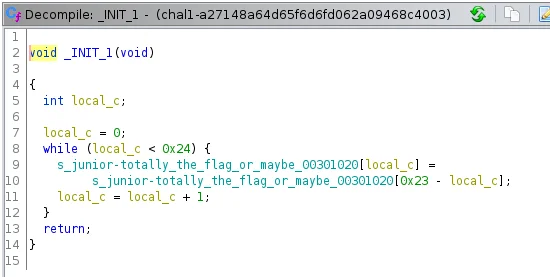 Decompile: _INIT_1 - (chal1-a27148a64d65f6d6fd062a09468c4003)
1
2 void _INIT_1(void)
3
4 {
5 int local_c;
6
7 local_c = 0;
8 while (local_c < 0x24) {
9 s_junior-totally_the_flag_or_maybe_00301020[local_c] =
10 s_junior-totally_the_flag_or_maybe_00301020[0x23 - local_c];
11 local_c = local_c + 1;
12 }
13 return;
14 }
15